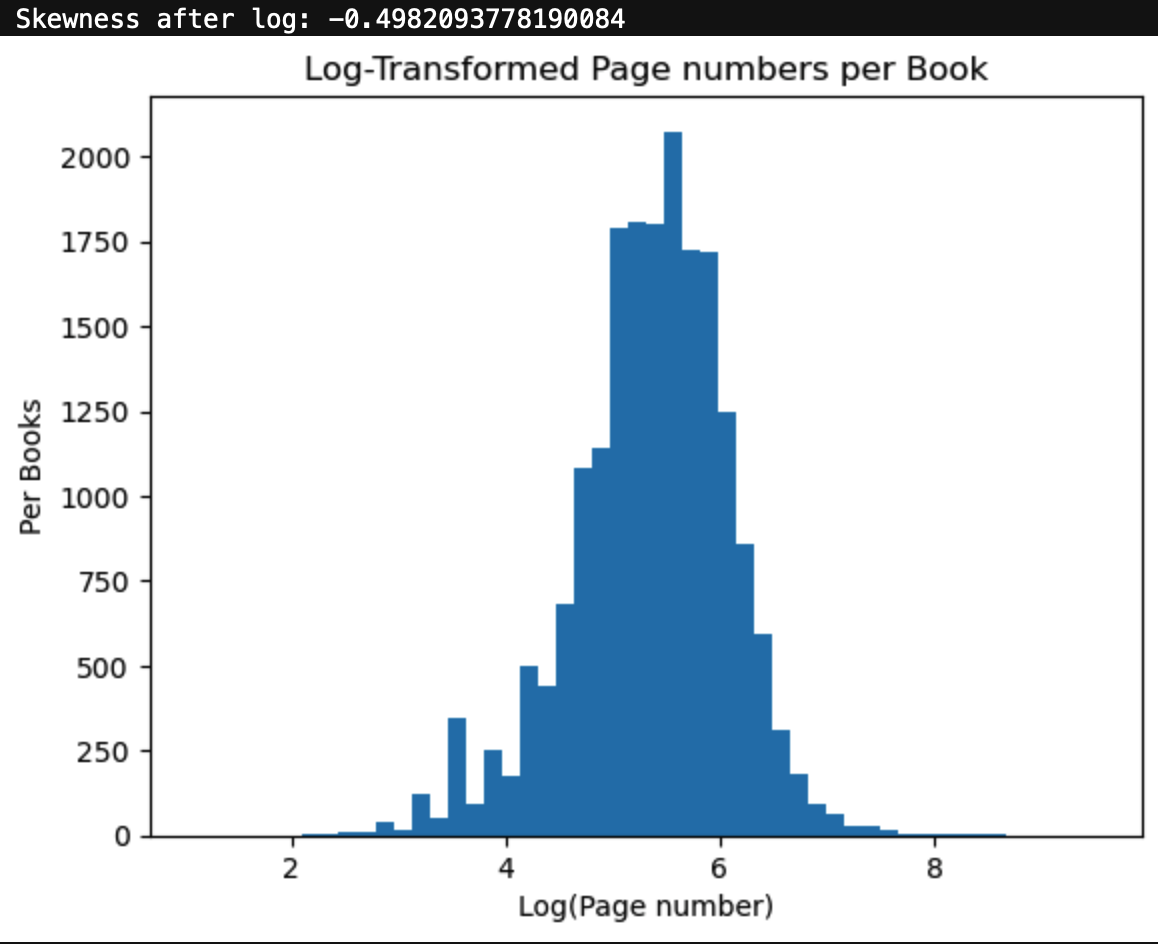 Skewness after log: -0.4982093778190084
Log-Transformed Page numbers per Book
2000
1750
1500
1250
1000
750
500
250
0
Per Books
2 4 6 8
Log(Page number)